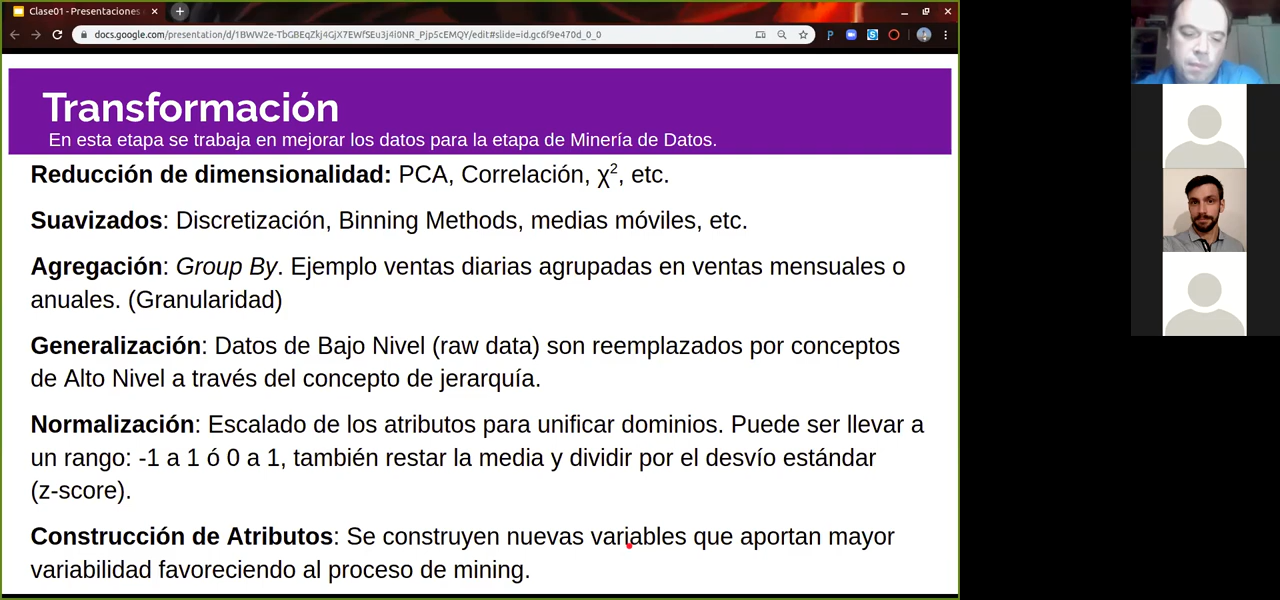 Clase01 - Presentaciones
docs.google.com/presentation/d/1BWW2e-TbGBEqZkj4GJX7EWfSEu3j4i0NR_Pjp5cEMQY/edit#slide=id.gc6f9e470d_0_0
Transformación
En esta etapa se trabaja en mejorar los datos para la etapa de Minería de Datos.
Reducción de dimensionalidad: PCA, Correlación, χ², etc.
Suavizados: Discretización, Binning Methods, medias móviles, etc.
Agregación: Group By. Ejemplo ventas diarias agrupadas en ventas mensuales o
anuales. (Granularidad)
Generalización: Datos de Bajo Nivel (raw data) son reemplazados por conceptos
de Alto Nivel a través del concepto de jerarquía.
Normalización: Escalado de los atributos para unificar dominios. Puede ser llevar a
un rango: -1 a 1 ó 0 a 1, también restar la media y dividir por el desvío estándar
(z-score).
Construcción de Atributos: Se construyen nuevas variables que aportan mayor
variabilidad favoreciendo al proceso de mining.